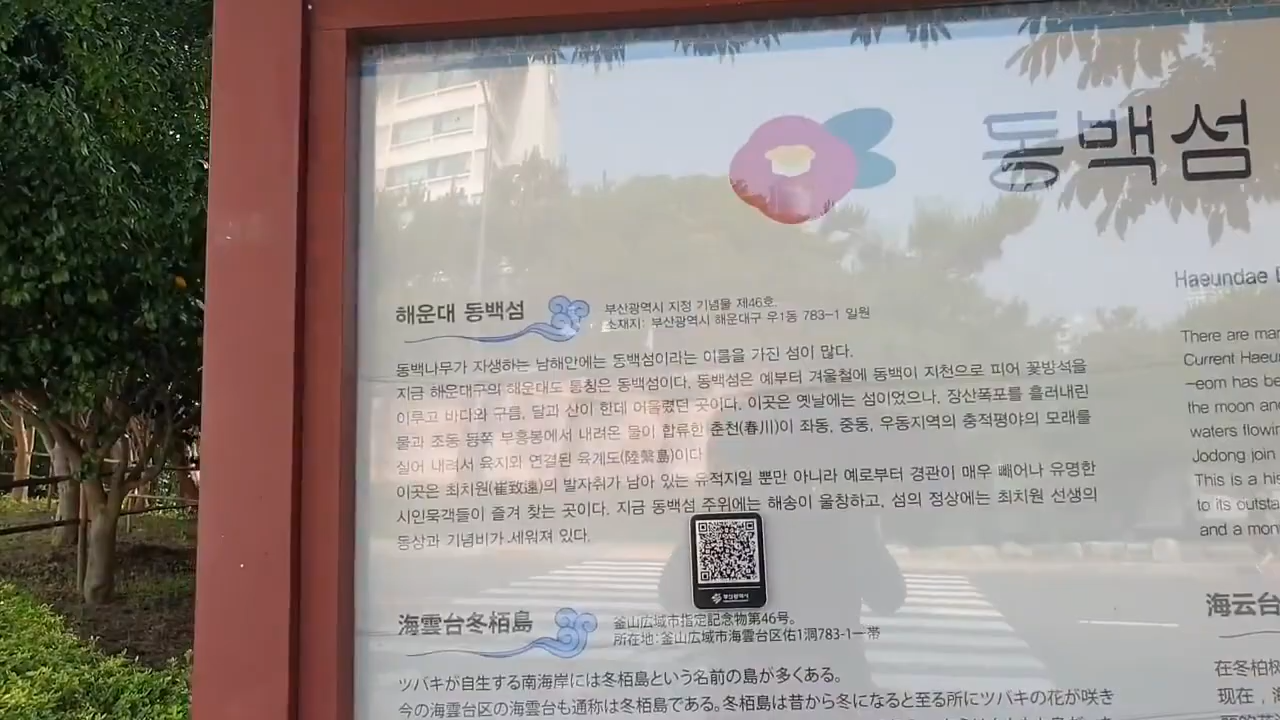 동백섬
해운대 동백섬
부산광역시 지정 기념물 제46호.
소재지: 부산광역시 해운대구 우1동 783-1 일원
동백나무가 자생하는 남해안에는 동백섬이라는 이름을 가진 섬이 많다.
지금 해운대구의 해운대도 통칭은 동백섬이다. 동백섬은 예부터 겨울철에 동백이 지천으로 피어 꽃방석을
이루고 바다와 구름, 달과 산이 한데 어울렸던 곳이다. 이곳은 옛날에는 섬이었으나, 장산폭포를 흘러내린
물과 조동 동쪽 부흥봉에서 내려온 물이 합류한 춘천(春川)이 좌동, 중동, 우동지역의 충적평야의 모래를
실어 내려서 육지와 연결된 육계도(陸繫島)이다
이곳은 최치원(崔致遠)의 발자취가 남아 있는 유적지일 뿐만 아니라 예로부터 경관이 매우 빼어나 유명한
시인묵객들이 즐겨 찾는 곳이다. 지금 동백섬 주위에는 해송이 울창하고, 섬의 정상에는 최치원 선생의
동상과 기념비가 세워져 있다.
부산광역시
海雲台冬栢島
釜山広域市指定記念物第46号。
所在地:釜山広域市海雲台区佑1洞783-1一帯
ツバキが自生する南海岸には冬栢島という名前の島が多くある。
今の海雲台区の海雲台も通称は冬栢島である。冬栢島は昔から冬になると至る所にツバキの花が咲き
Haeundae
There are ma
Current Haeu
-eom has be
the moon and
waters flowin
Jodong join
This is a his
to its outsta
and a mon
海云台
在冬柏树
现在，